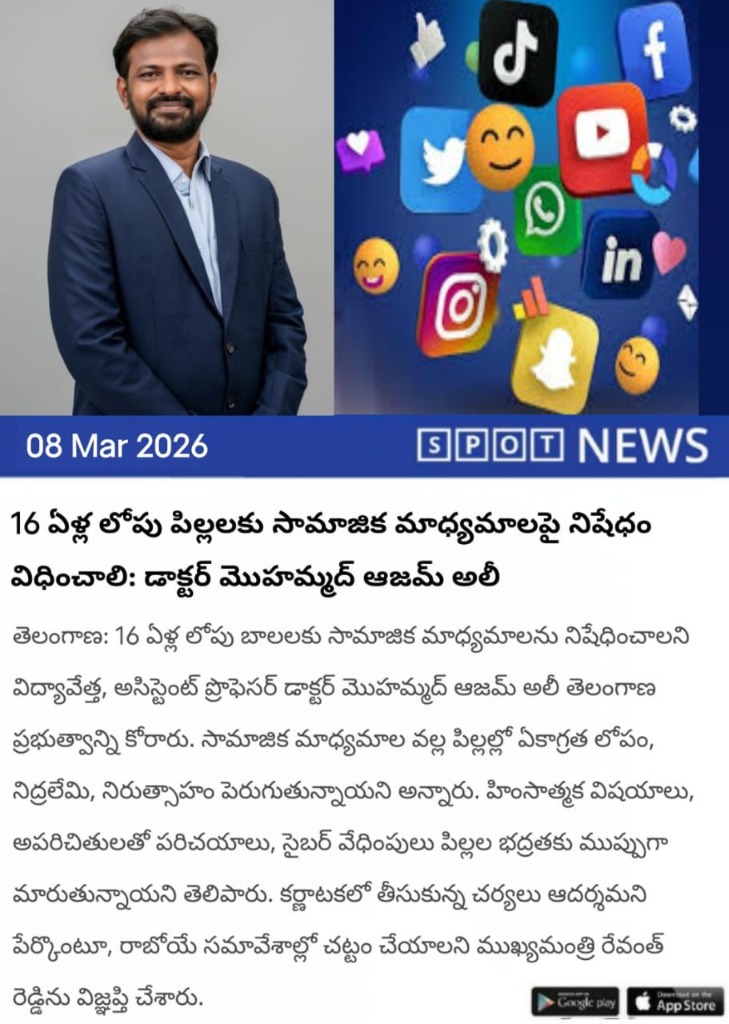 08 Mar 2026
SPOT NEWS
16 ఏళ్ల లోపు పిల్లలకు సామాజిక మాధ్యమాలపై నిషేధం
విధించాలి: డాక్టర్ మొహమ్మద్ ఆజమ్ అలీ
తెలంగాణ: 16 ఏళ్ల లోపు బాలలకు సామాజిక మాధ్యమాలను నిషేధించాలని
విద్యావేత్త, అసిస్టెంట్ ప్రొఫెసర్ డాక్టర్ మొహమ్మద్ ఆజమ్ అలీ తెలంగాణ
ప్రభుత్వాన్ని కోరారు. సామాజిక మాధ్యమాల వల్ల పిల్లల్లో ఏకాగ్రత లోపం,
నిద్రలేమి, నిరుత్సాహం పెరుగుతున్నాయని అన్నారు. హింసాత్మక విషయాలు,
అపరిచితులతో పరిచయాలు, సైబర్ వేధింపులు పిల్లల భద్రతకు ముప్పుగా
మారుతున్నాయని తెలిపారు. కర్ణాటకలో తీసుకున్న చర్యలు ఆదర్శమని
పేర్కొంటూ, రాబోయే సమావేశాల్లో చట్టం చేయాలని ముఖ్యమంత్రి రేవంత్
రెడ్డిను విజ్ఞప్తి చేశారు.
Google play
Download on the
App Store